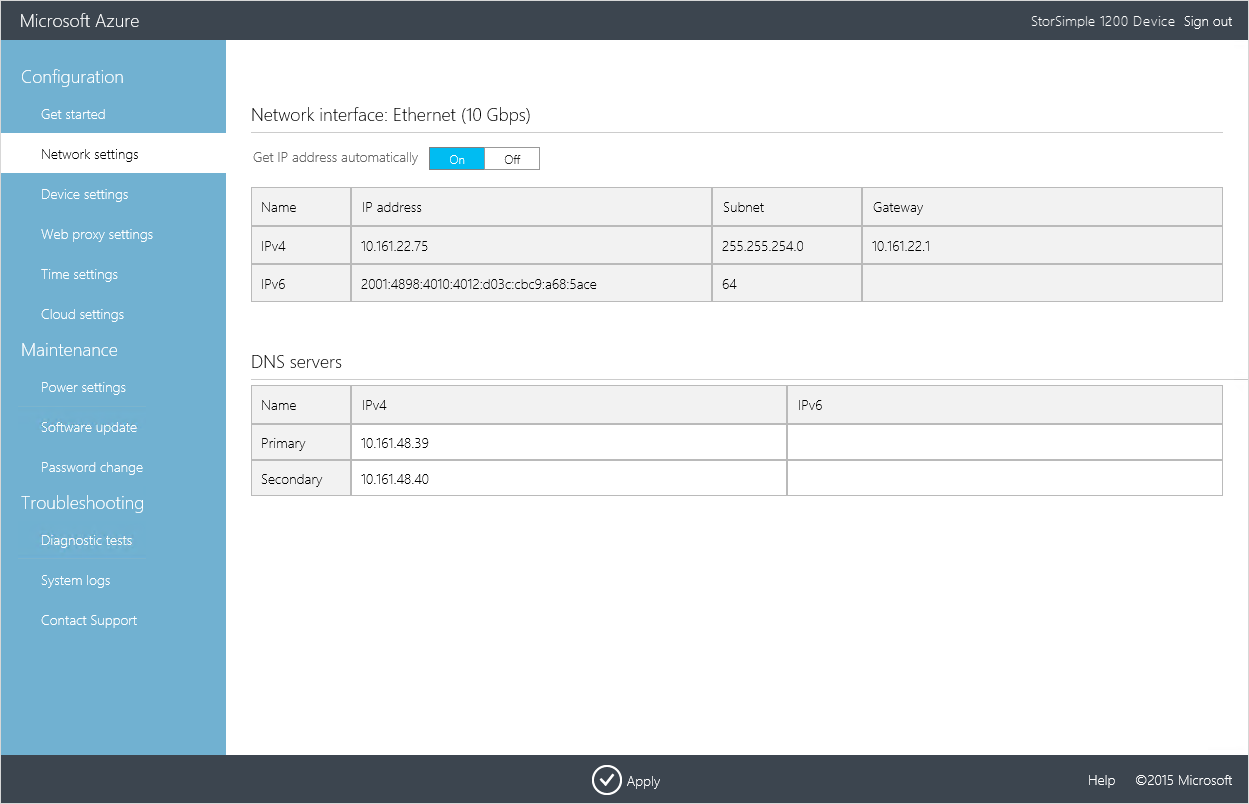 Microsoft Azure
StorSimple 1200 Device Sign out
Configuration
Get started
Network settings
Device settings
Web proxy settings
Time settings
Cloud settings
Maintenance
Power settings
Software update
Password change
Troubleshooting
Diagnostic tests
System logs
Contact Support
Network interface: Ethernet (10 Gbps)
Get IP address automatically On Off
Name IP address Subnet Gateway
IPv4 10.161.22.75 255.255.254.0 10.161.22.1
IPv6 2001:4898:4010:4012:d03c:cbc9:a68:5ace 64
DNS servers
Name IPv4 IPv6
Primary 10.161.48.39
Secondary 10.161.48.40
Apply
Help ©2015 Microsoft